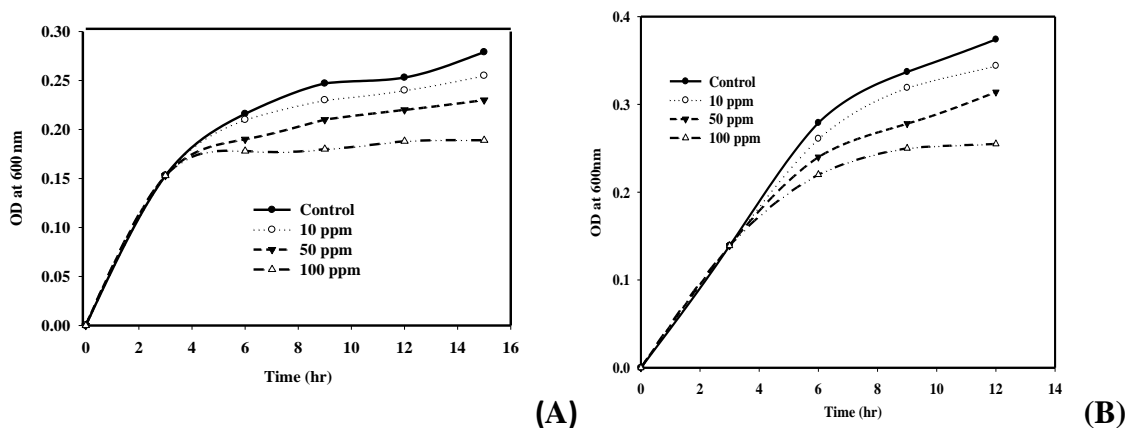 0.30
0.25
0.20
0.15
0.10
0.05
0.00
OD at 600 nm
Control
10 ppm
50 ppm
100 ppm
0 2 4 6 8 10 12 14 16
Time (hr)
(A)
0.4
0.3
0.2
0.1
0.0
OD at 600nm
Control
10 ppm
50 ppm
100 ppm
0 2 4 6 8 10 12 14
Time (hr)
(B)